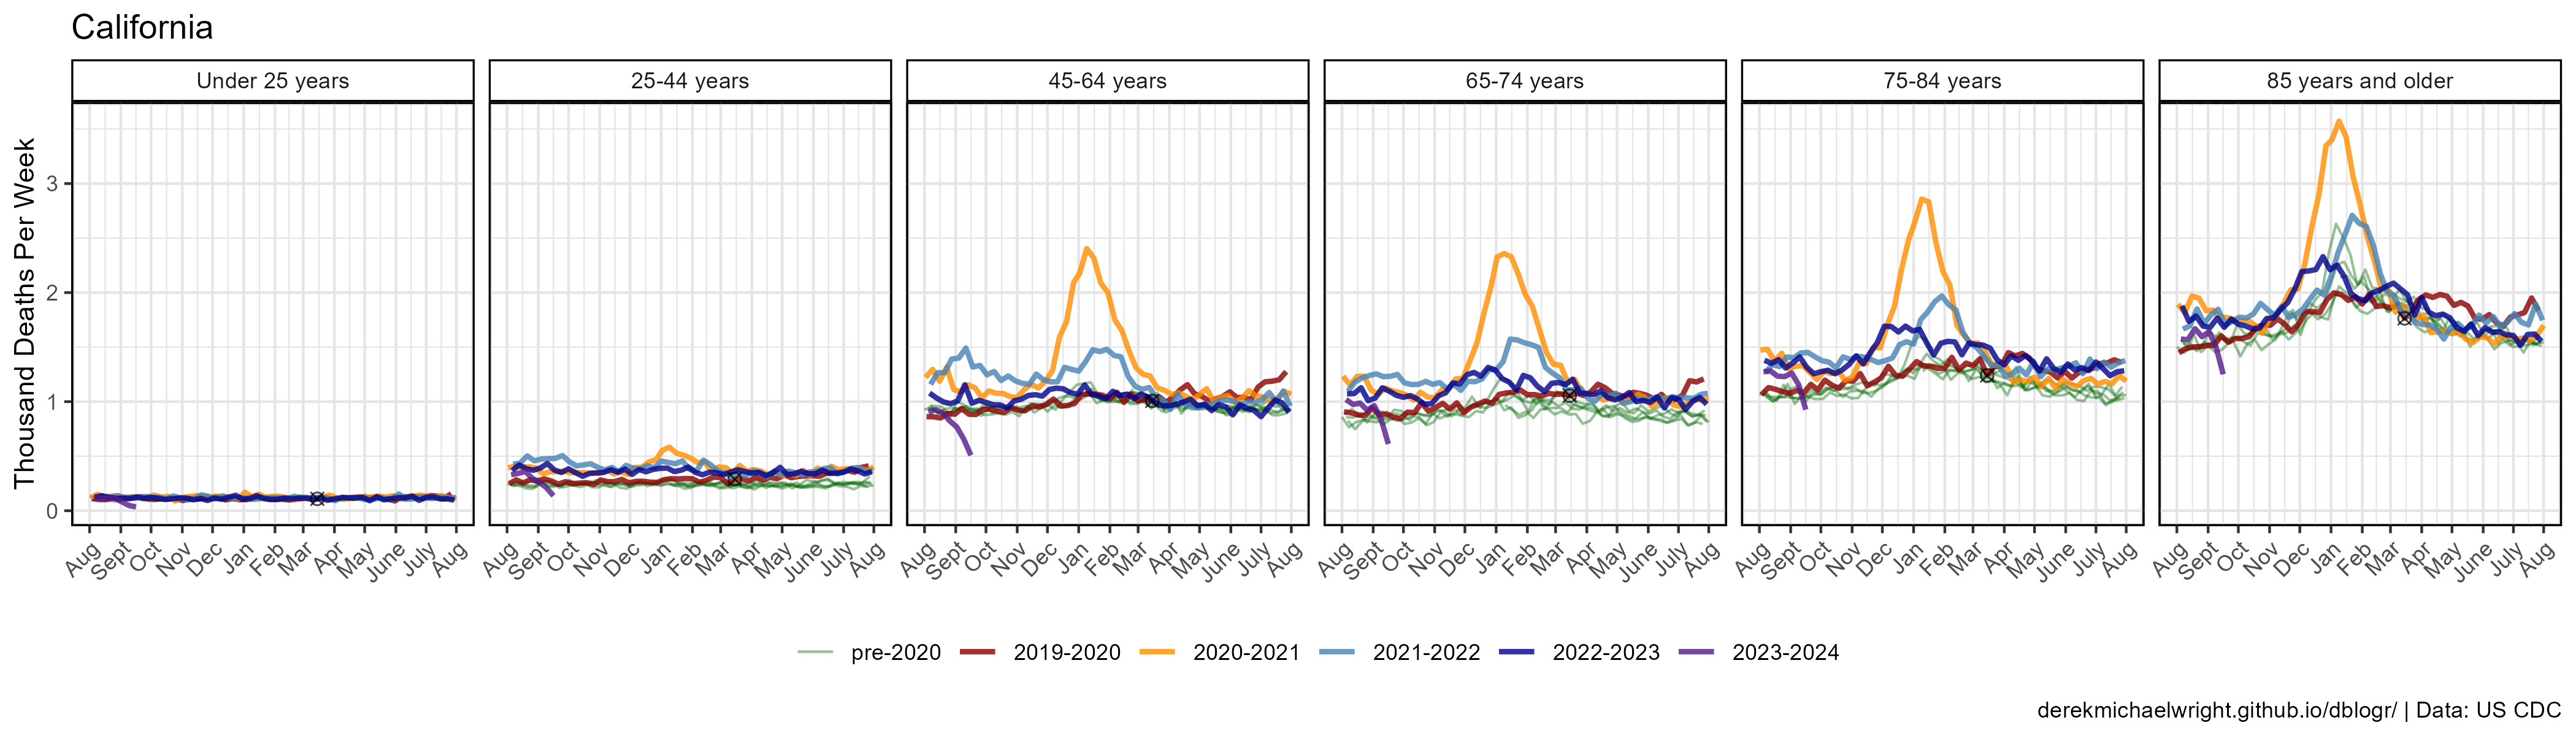 California
Under 25 years 25-44 years 45-64 years 65-74 years 75-84 years 85 years and older
Thousand Deaths Per Week
3
2
1
0
Aug Sept Oct Nov Dec Jan Feb Mar Apr May June July Aug Aug Sept Oct Nov Dec Jan Feb Mar Apr May June July Aug Aug Sept Oct Nov Dec Jan Feb Mar Apr May June July Aug Aug Sept Oct Nov Dec Jan Feb Mar Apr May June July Aug Aug Sept Oct Nov Dec Jan Feb Mar Apr May June July Aug Aug Sept Oct Nov Dec Jan Feb Mar Apr May June July Aug
pre-2020 2019-2020 2020-2021 2021-2022 2022-2023 2023-2024
derekmichaelwright.github.io/dblogr/ | Data: US CDC